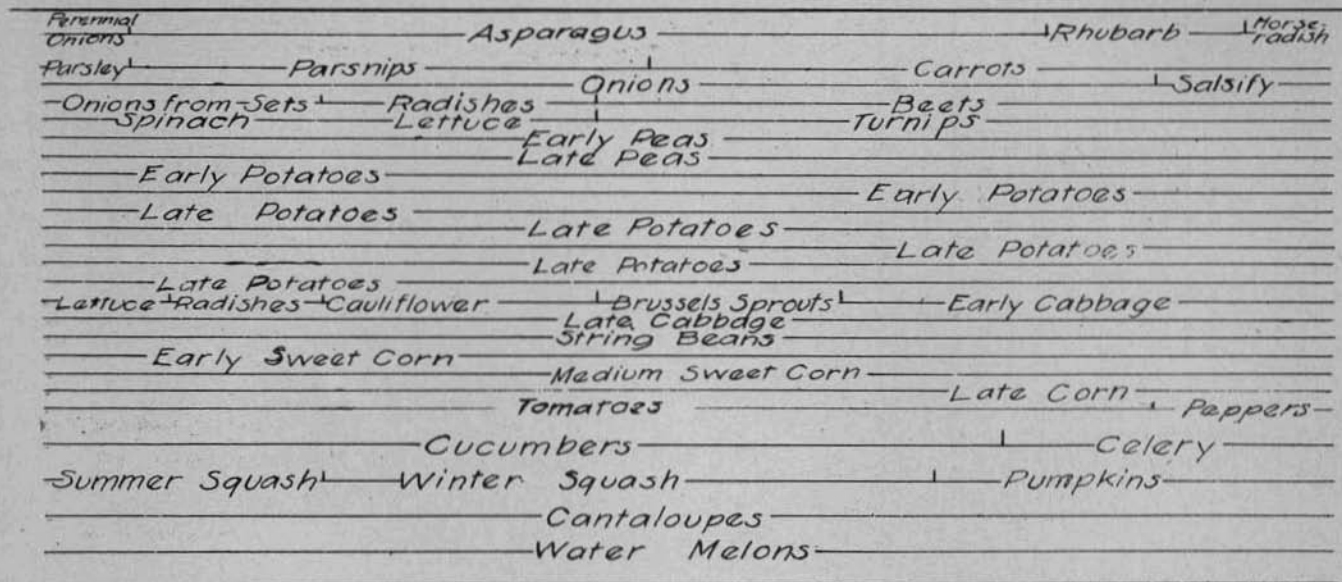 Perennial Onions Asparagus Rhubarb Horse-radish
Parsley Parsnips Carrots
Onions Salsify
Onions from Sets Radishes Beets
Spinach Lettuce Turnips
Early Peas
Late Peas
Early Potatoes
Early Potatoes
Late Potatoes
Late Potatoes
Late Potatoes
Late Potatoes
Late Potatoes
Lettuce Radishes Cauliflower Brussels Sprouts Early Cabbage
Late Cabbage
String Beans
Early Sweet Corn
Medium Sweet Corn
Late Corn
Tomatoes Peppers
Cucumbers Celery
Summer Squash Winter Squash Pumpkins
Cantaloupes
Water Melons